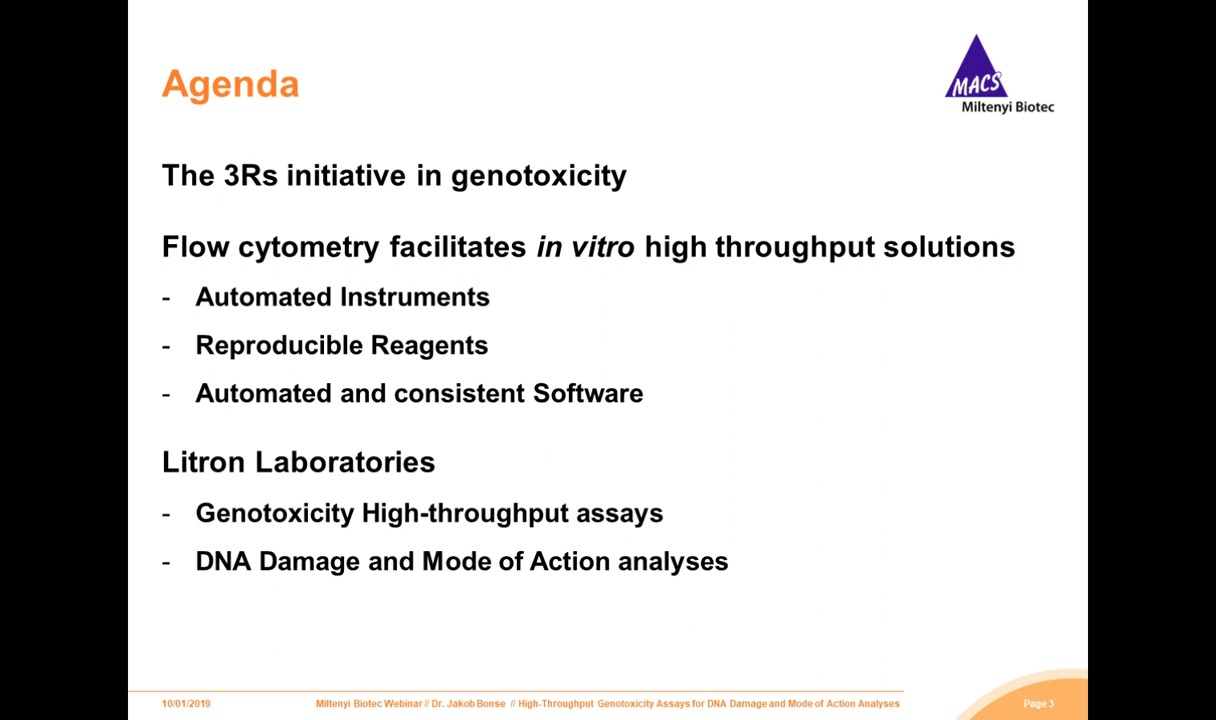 Agenda
MACS
Miltenyi Biotec
The 3Rs initiative in genotoxicity
Flow cytometry facilitates in vitro high throughput solutions
- Automated Instruments
- Reproducible Reagents
- Automated and consistent Software
Litron Laboratories
- Genotoxicity High-throughput assays
- DNA Damage and Mode of Action analyses
10/01/2019
Miltenyi Biotec Webinar // Dr. Jakob Bonse // High-Throughput Genotoxicity Assays for DNA Damage and Mode of Action Analyses
Page 3